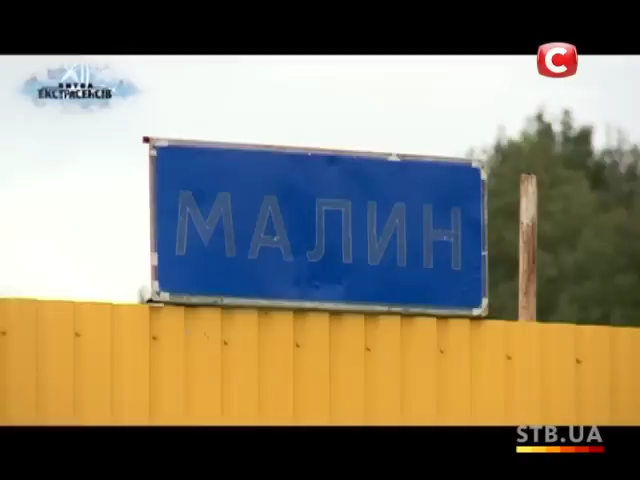 XII
БИТВА
ЕКСТРАСЕНСІВ
С
МАЛИН
STB.UA